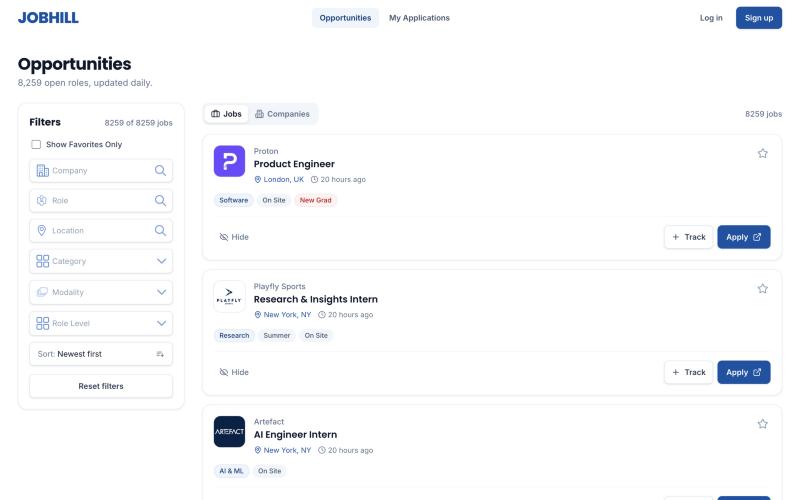 JOBHILL
Opportunities
My Applications
Log in
Sign up
Opportunities
8,259 open roles, updated daily.
Filters
8259 of 8259 jobs
Show Favorites Only
Company
Role
Location
Category
Modality
Role Level
Sort: Newest first
Reset filters
Jobs
Companies
8259 jobs
Proton
Product Engineer
London, UK
20 hours ago
Software
On Site
New Grad
Hide
Track
Apply
PLAYFLY
Playfly Sports
Research & Insights Intern
New York, NY
20 hours ago
Research
Summer
On Site
Hide
Track
Apply
ARTEFACT
Artefact
AI Engineer Intern
New York, NY
20 hours ago
AI & ML
On Site